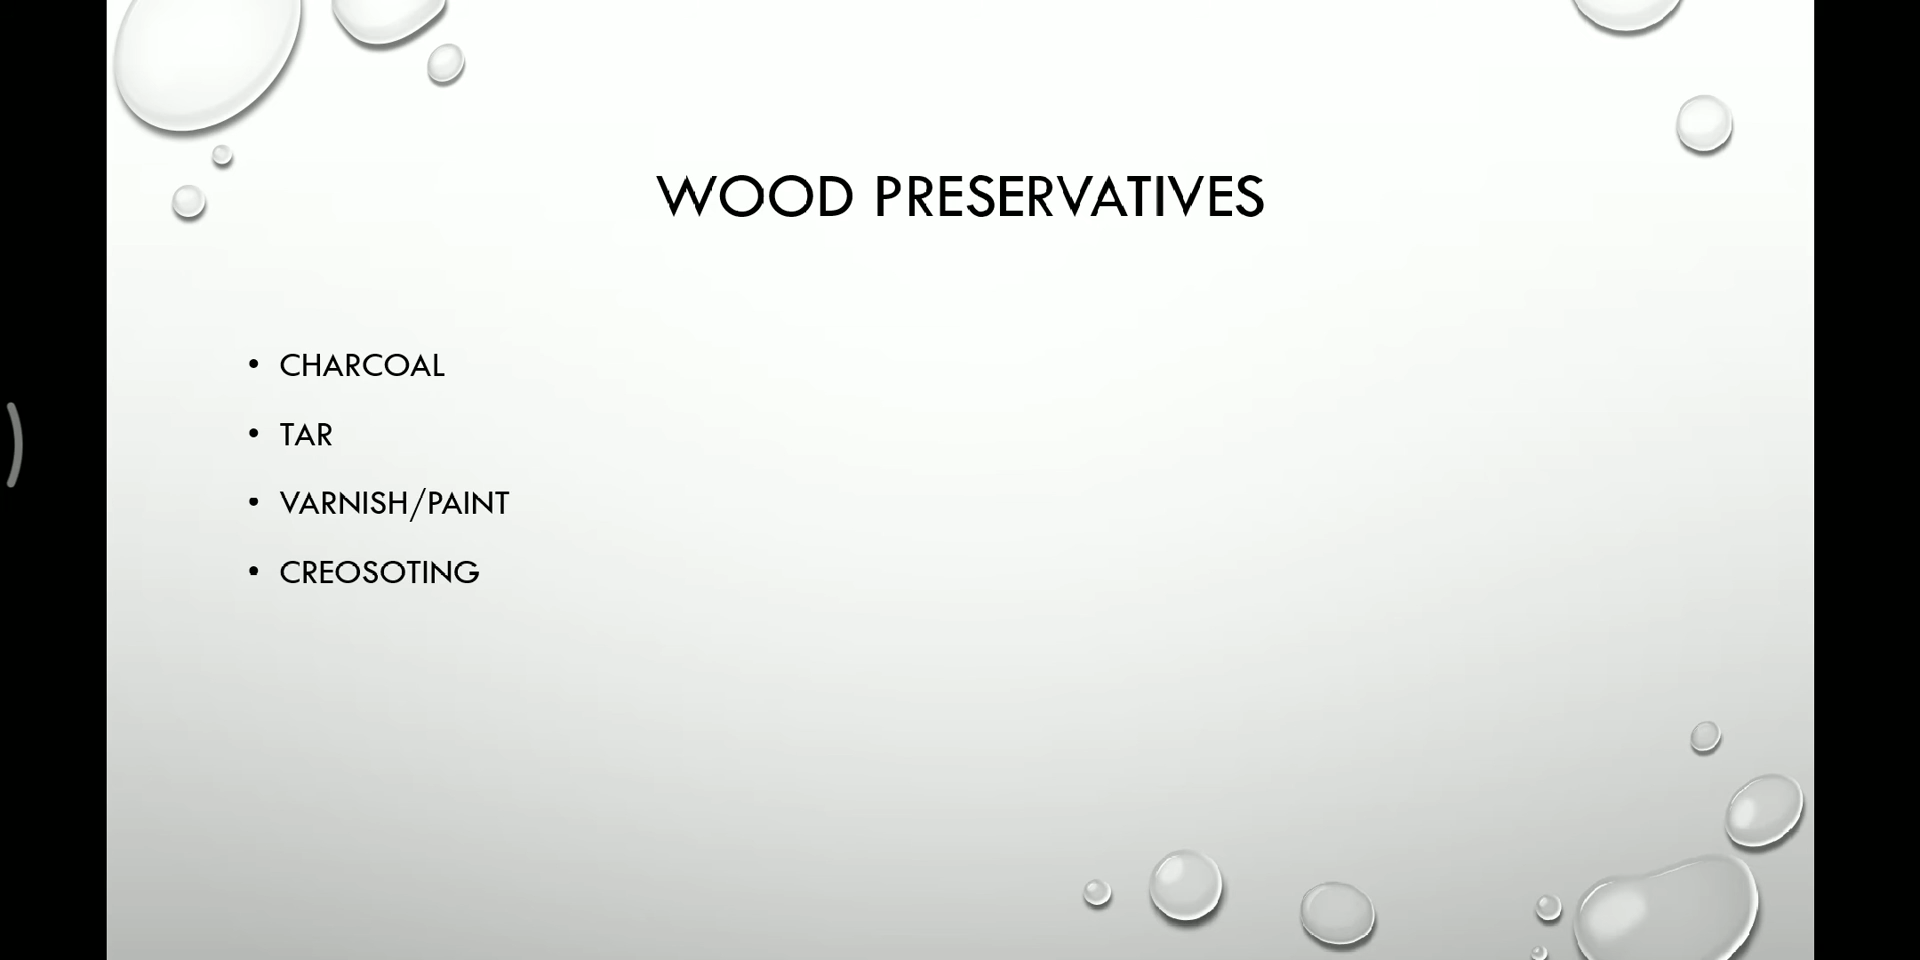 WOOD PRESERVATIVES
• CHARCOAL
• TAR
• VARNISH/PAINT
• CREOSOTING